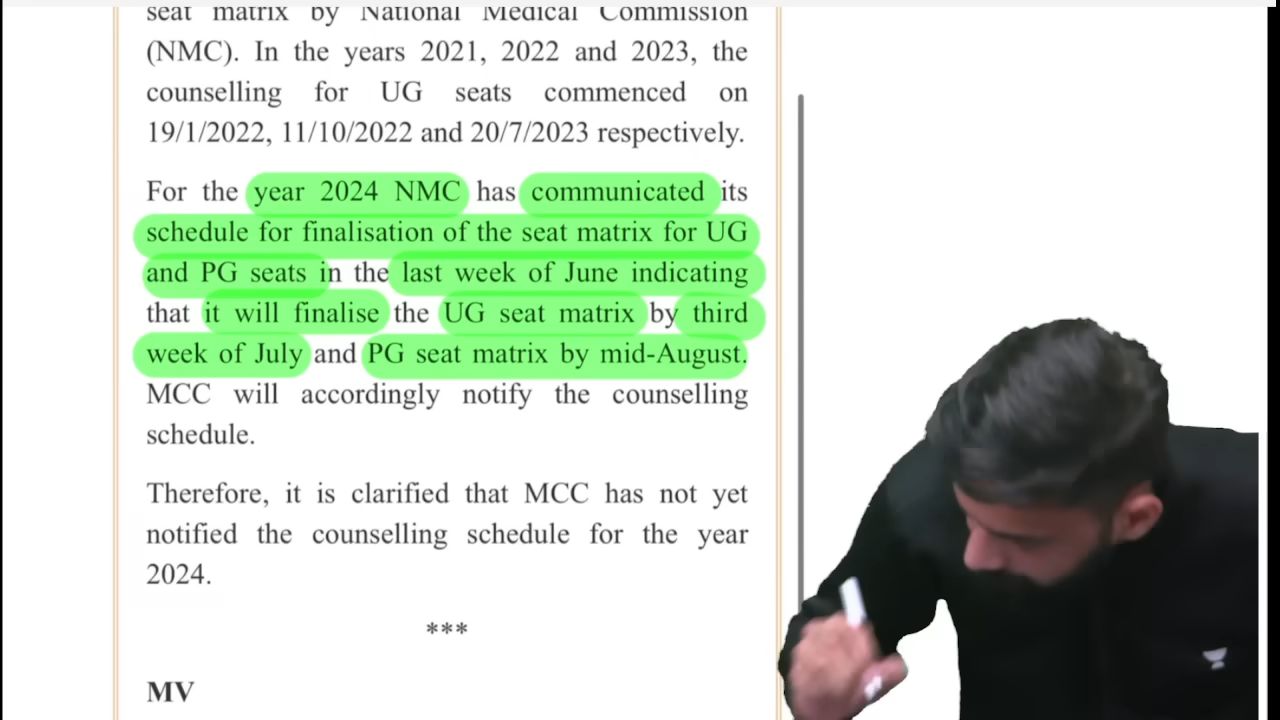 seat matrix by National Medical Commission
(NMC). In the years 2021, 2022 and 2023, the
counselling for UG seats commenced on
19/1/2022, 11/10/2022 and 20/7/2023 respectively.
For the year 2024 NMC has communicated its
schedule for finalisation of the seat matrix for UG
and PG seats in the last week of June indicating
that it will finalise the UG seat matrix by third
week of July and PG seat matrix by mid-August.
MCC will accordingly notify the counselling
schedule.
Therefore, it is clarified that MCC has not yet
notified the counselling schedule for the year
2024.
***
MV